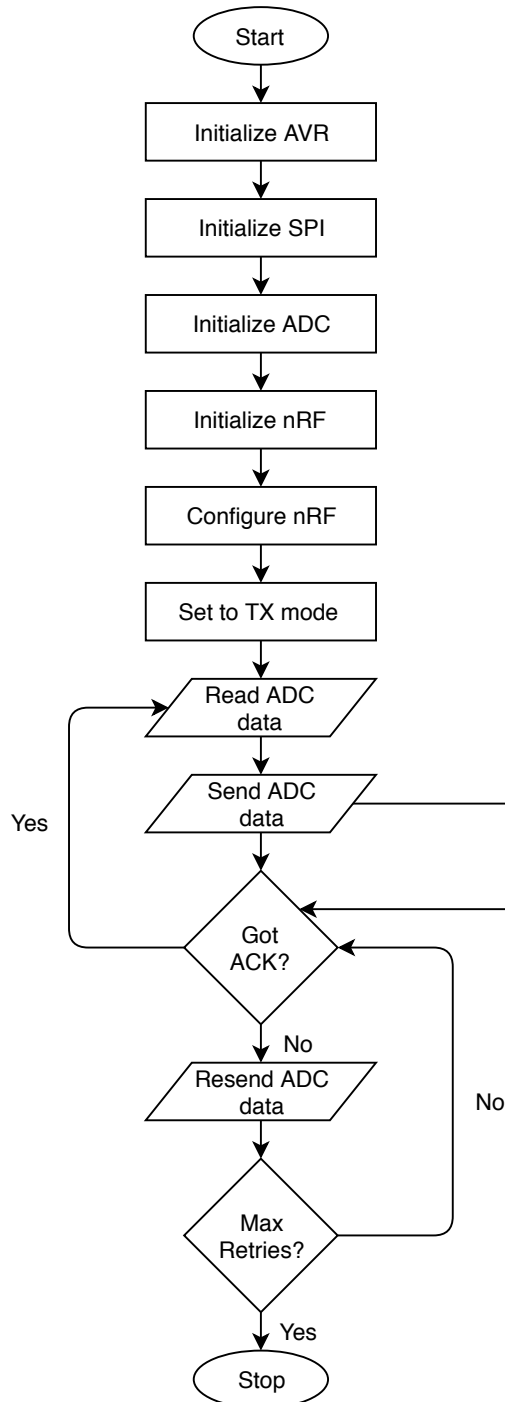 Start
Initialize AVR
Initialize SPI
Initialize ADC
Initialize nRF
Configure nRF
Set to TX mode
Read ADC
data
Send ADC
data
Yes
Got
ACK?
No
Resend ADC
data
No
Max
Retries?
Yes
Stop